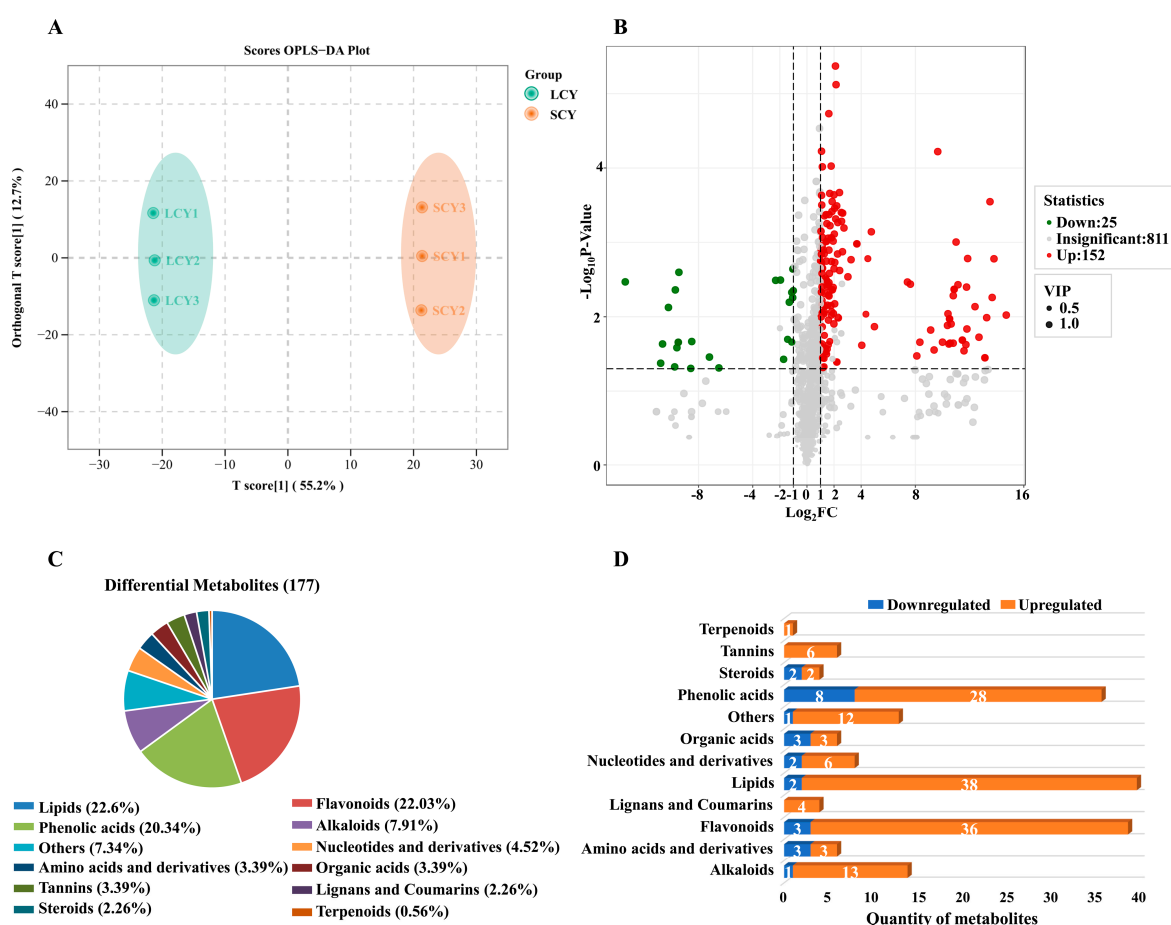 A
Scores OPLS−DA Plot
Orthogonal T score[1] ( 12.7% )
40
20
0
−20
−40
LCY1
LCY2
LCY3
SCY3
SCY1
SCY2
−30
−20
−10
0
10
20
30
T score[1] ( 55.2% )
Group
LCY
SCY
B
-Log10P-Value
4
2
0
-8
-4
-2
-1
0
1
2
4
8
16
Log2FC
Statistics
Down:25
Insignificant:811
Up:152
VIP
0.5
1.0
C
Differential Metabolites (177)
Lipids (22.6%)
Flavonoids (22.03%)
Phenolic acids (20.34%)
Alkaloids (7.91%)
Others (7.34%)
Nucleotides and derivatives (4.52%)
Amino acids and derivatives (3.39%)
Organic acids (3.39%)
Tannins (3.39%)
Lignans and Coumarins (2.26%)
Steroids (2.26%)
Terpenoids (0.56%)
D
Downregulated
Upregulated
Terpenoids 1
Tannins 6
Steroids 2 2
Phenolic acids 8 28
Others 1 12
Organic acids 3 3
Nucleotides and derivatives 2 6
Lipids 2 38
Lignans and Coumarins 4
Flavonoids 3 36
Amino acids and derivatives 3 3
Alkaloids 1 13
0 5 10 15 20 25 30 35 40
Quantity of metabolites